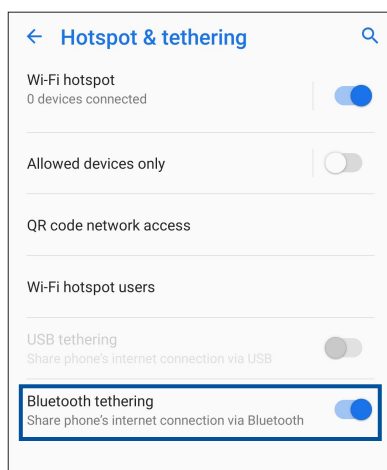 Hotspot & tethering
Wi-Fi hotspot
0 devices connected
Allowed devices only
QR code network access
Wi-Fi hotspot users
USB tethering
Share phone's internet connection via USB
Bluetooth tethering
Share phone's internet connection via Bluetooth